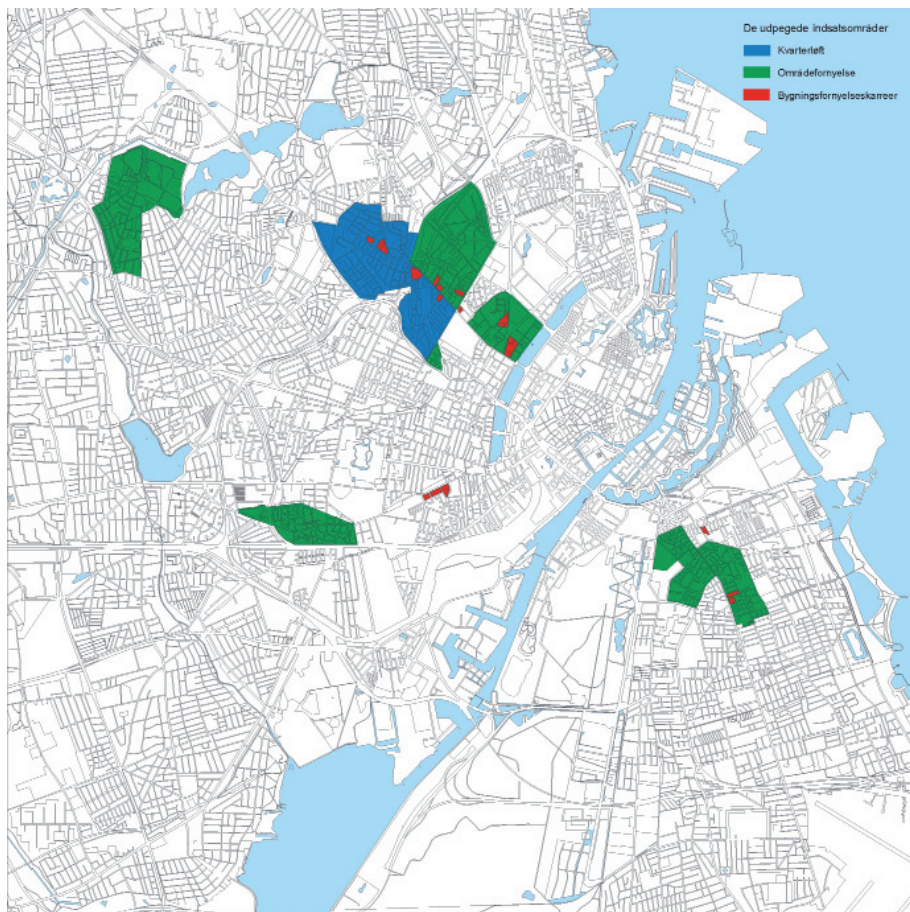 De udpegede indsatsområder
Kvarterløft
Områdefornyelse
Bygningsfornyelseskarreer